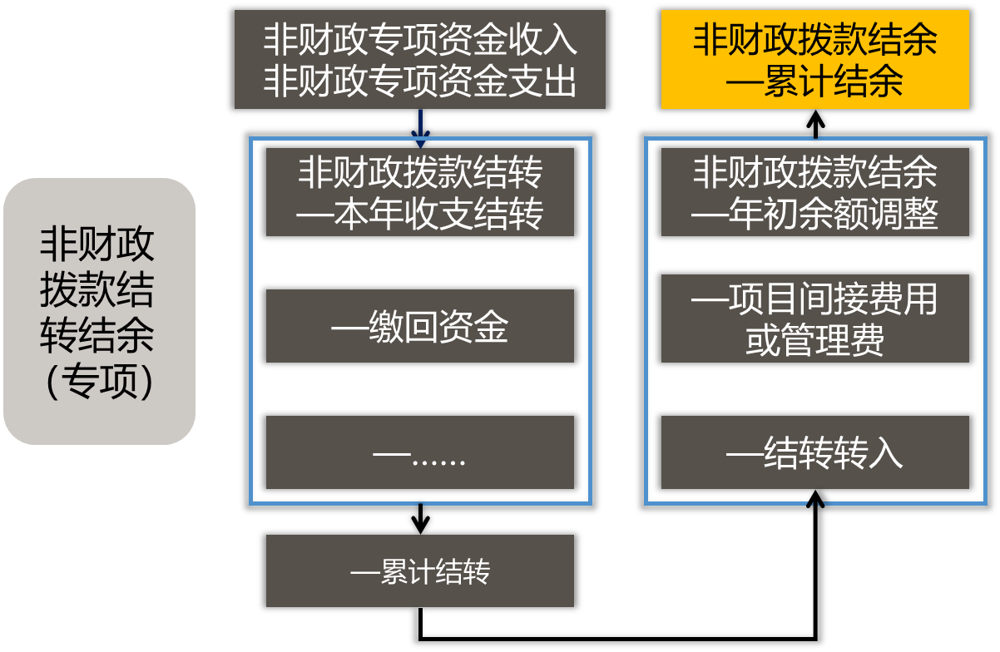 非财政
拨款结
转结余
（专项）
非财政专项资金收入
非财政专项资金支出
非财政拨款结转
—本年收支结转
—缴回资金
—……
—累计结转
非财政拨款结余
—累计结余
非财政拨款结余
—年初余额调整
—项目间接费用
或管理费
—结转转入